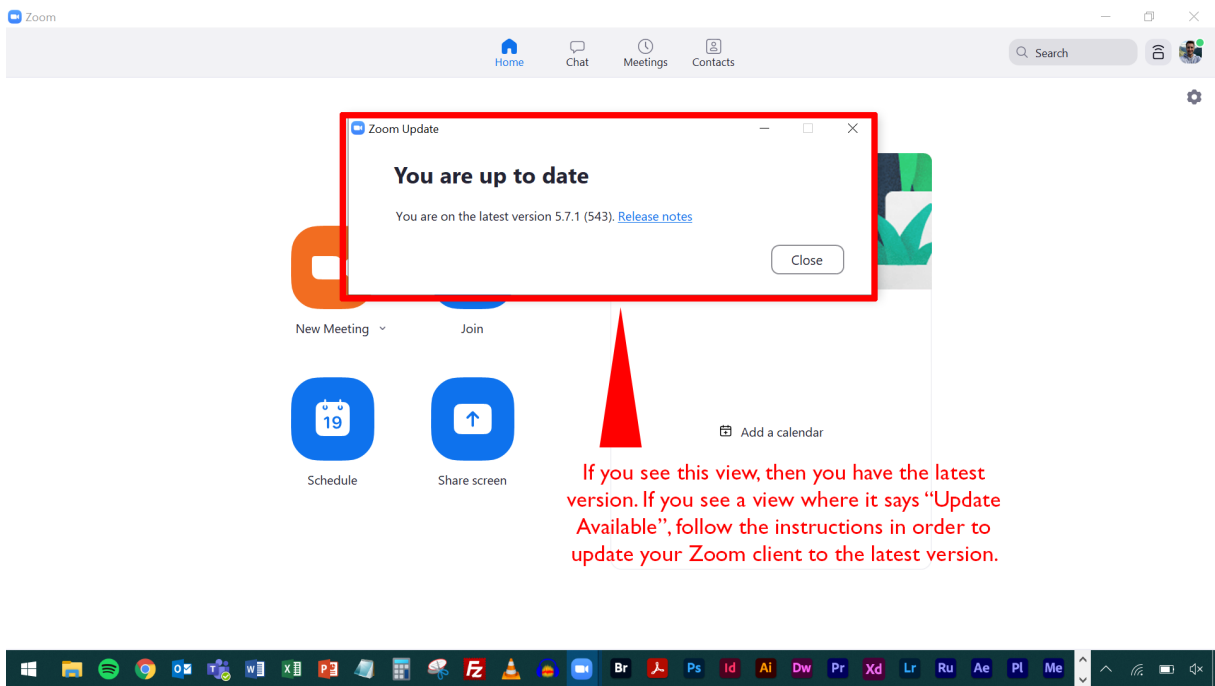 Zoom
Home
Chat
Meetings
Contacts
Search
Zoom Update
You are up to date
You are on the latest version 5.7.1 (543). Release notes
Close
New Meeting
Join
19
Schedule
Share screen
Add a calendar
If you see this view, then you have the latest
version. If you see a view where it says “Update
Available”, follow the instructions in order to
update your Zoom client to the latest version.
Br Ps Id Ai Dw Pr Xd Lr Ru Ae Pl Me